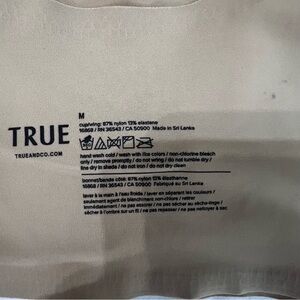 TRUE
TRUEANDCO.COM
M
cup/wing: 87% nylon 13% elastane
16868 / RN 36543 / CA 50900 Made in Sri Lanka
hand wash cold / wash with like colors / non-chlorine bleach
only / remove promptly / do not wring / do not tumble dry /
line dry in shade / do not iron / do not dry clean
bonnet/bande côté: 87% nylon 13% élasthanne
16868 / RN 36543 / CA 50900 Fabriqué au Sri Lanka
laver à la main à l'eau froide / laver en séparant les couleurs /
seulement agent de blanchiment non-chloro / retirer
immédiatement / ne pas essorer / ne pas sécher au sèche-linge /
sécher à l'ombre sur un fil / ne pas repasser / ne pas nettoyer à sec